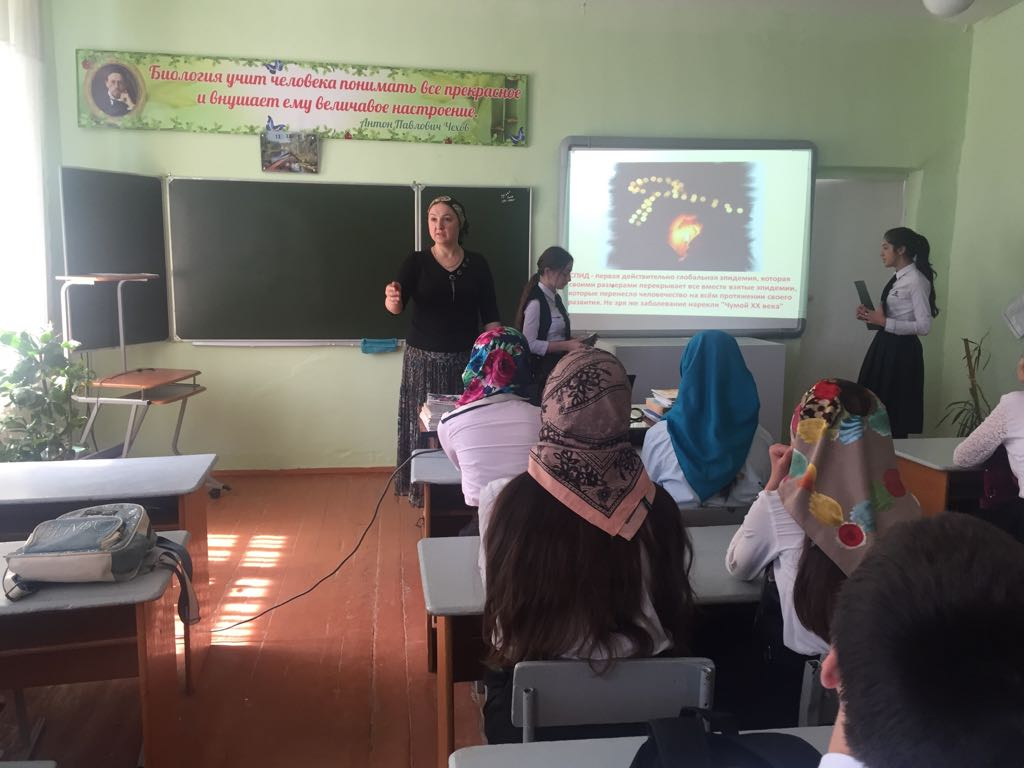 Биология учит человека понимать все прекрасное
и внушает ему величавое настроение.
Антон Павлович Чехов
СПИД - первая действительно глобальная эпидемия, которая
своими размерами перекрывает все вместе взятые эпидемии,
которые перенесло человечество на всём протяжении своего
развития. Не зря ми заболевание нарекли "Чумой XX века"